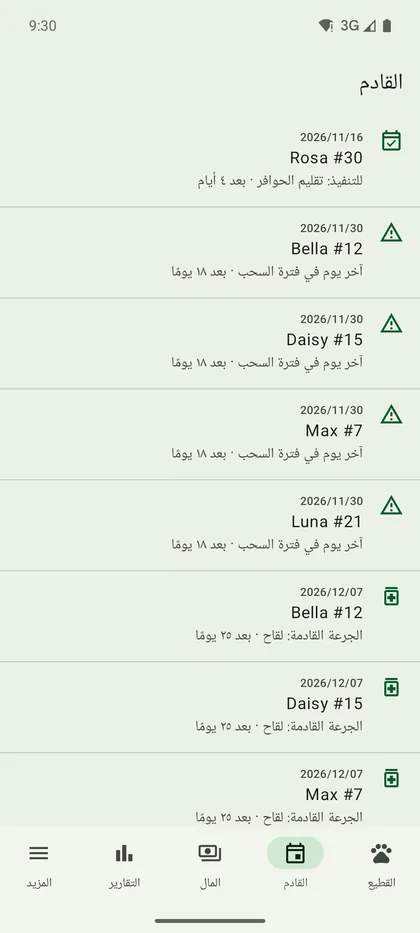 9:30
3G
القادم
2026/11/16
Rosa #30
للتنفيذ: تقليم الحوافر · بعد ٤ أيام
2026/11/30
Bella #12
آخر يوم في فترة السحب · بعد ١٨ يومًا
2026/11/30
Daisy #15
آخر يوم في فترة السحب · بعد ١٨ يومًا
2026/11/30
Max #7
آخر يوم في فترة السحب · بعد ١٨ يومًا
2026/11/30
Luna #21
آخر يوم في فترة السحب · بعد ١٨ يومًا
2026/12/07
Bella #12
الجرعة القادمة: لقاح · بعد ٢٥ يومًا
2026/12/07
Daisy #15
الجرعة القادمة: لقاح · بعد ٢٥ يومًا
2026/12/07
Max #7
الجرعة القادمة: لقاح · بعد ٢٥ يومًا
القطيع
القادم
المال
التقارير
المزيد